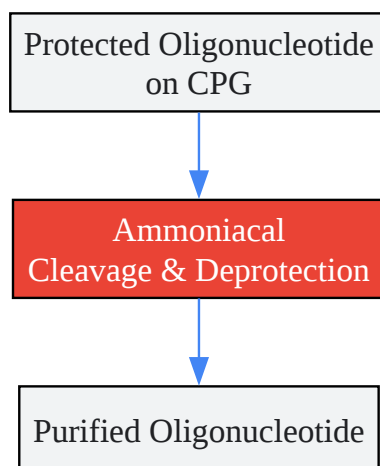 Protected Oligonucleotide
on CPG
Ammoniacal
Cleavage & Deprotection
Purified Oligonucleotide